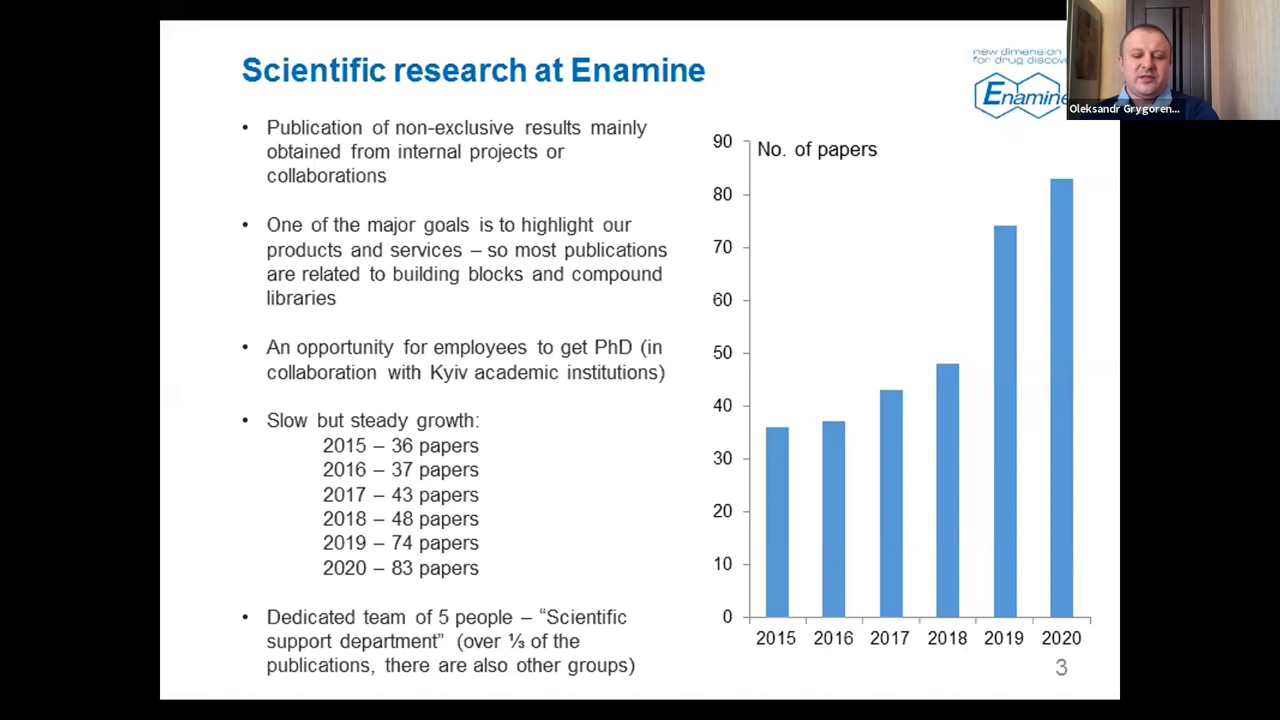 Scientific research at Enamine
new dimension
for drug discove
Enamine
Oleksandr Grygoren...
• Publication of non-exclusive results mainly
obtained from internal projects or
collaborations
• One of the major goals is to highlight our
products and services – so most publications
are related to building blocks and compound
libraries
• An opportunity for employees to get PhD (in
collaboration with Kyiv academic institutions)
• Slow but steady growth:
2015 – 36 papers
2016 – 37 papers
2017 – 43 papers
2018 – 48 papers
2019 – 74 papers
2020 – 83 papers
• Dedicated team of 5 people – “Scientific
support department” (over ⅓ of the
publications, there are also other groups)
No. of papers
90
80
70
60
50
40
30
20
10
0
2015 2016 2017 2018 2019 2020
3